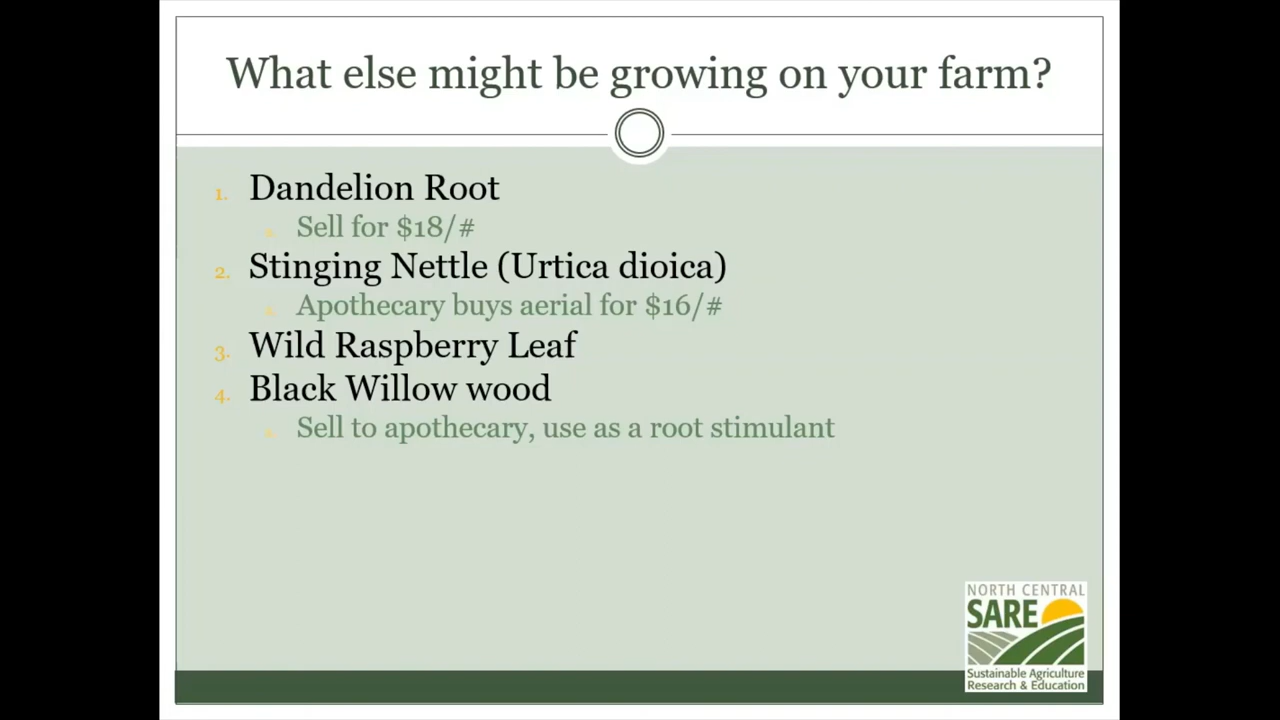 What else might be growing on your farm?
1. Dandelion Root
Sell for $18/#
2. Stinging Nettle (Urtica dioica)
Apothecary buys aerial for $16/#
3. Wild Raspberry Leaf
4. Black Willow wood
Sell to apothecary, use as a root stimulant
NORTH CENTRAL
SARE
Sustainable Agriculture
Research & Education